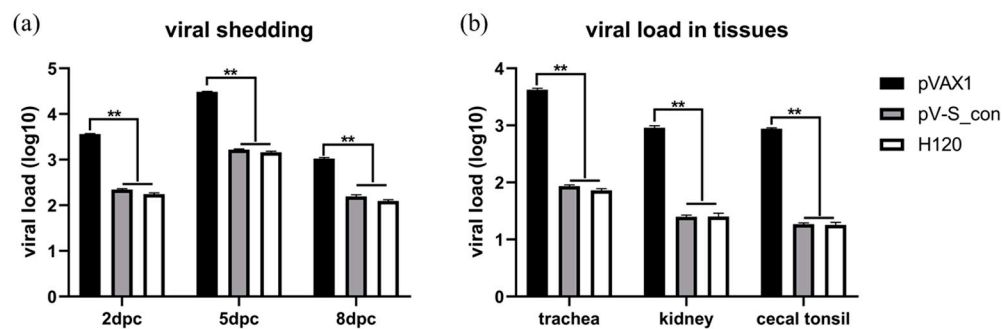 (a)
viral shedding
viral load (log10)
5
4
3
2
1
0
**
**
**
2dpc
5dpc
8dpc
(b)
viral load in tissues
viral load (log10)
4
3
2
1
0
**
**
**
trachea
kidney
cecal tonsil
pVAX1
pV-S_con
H120